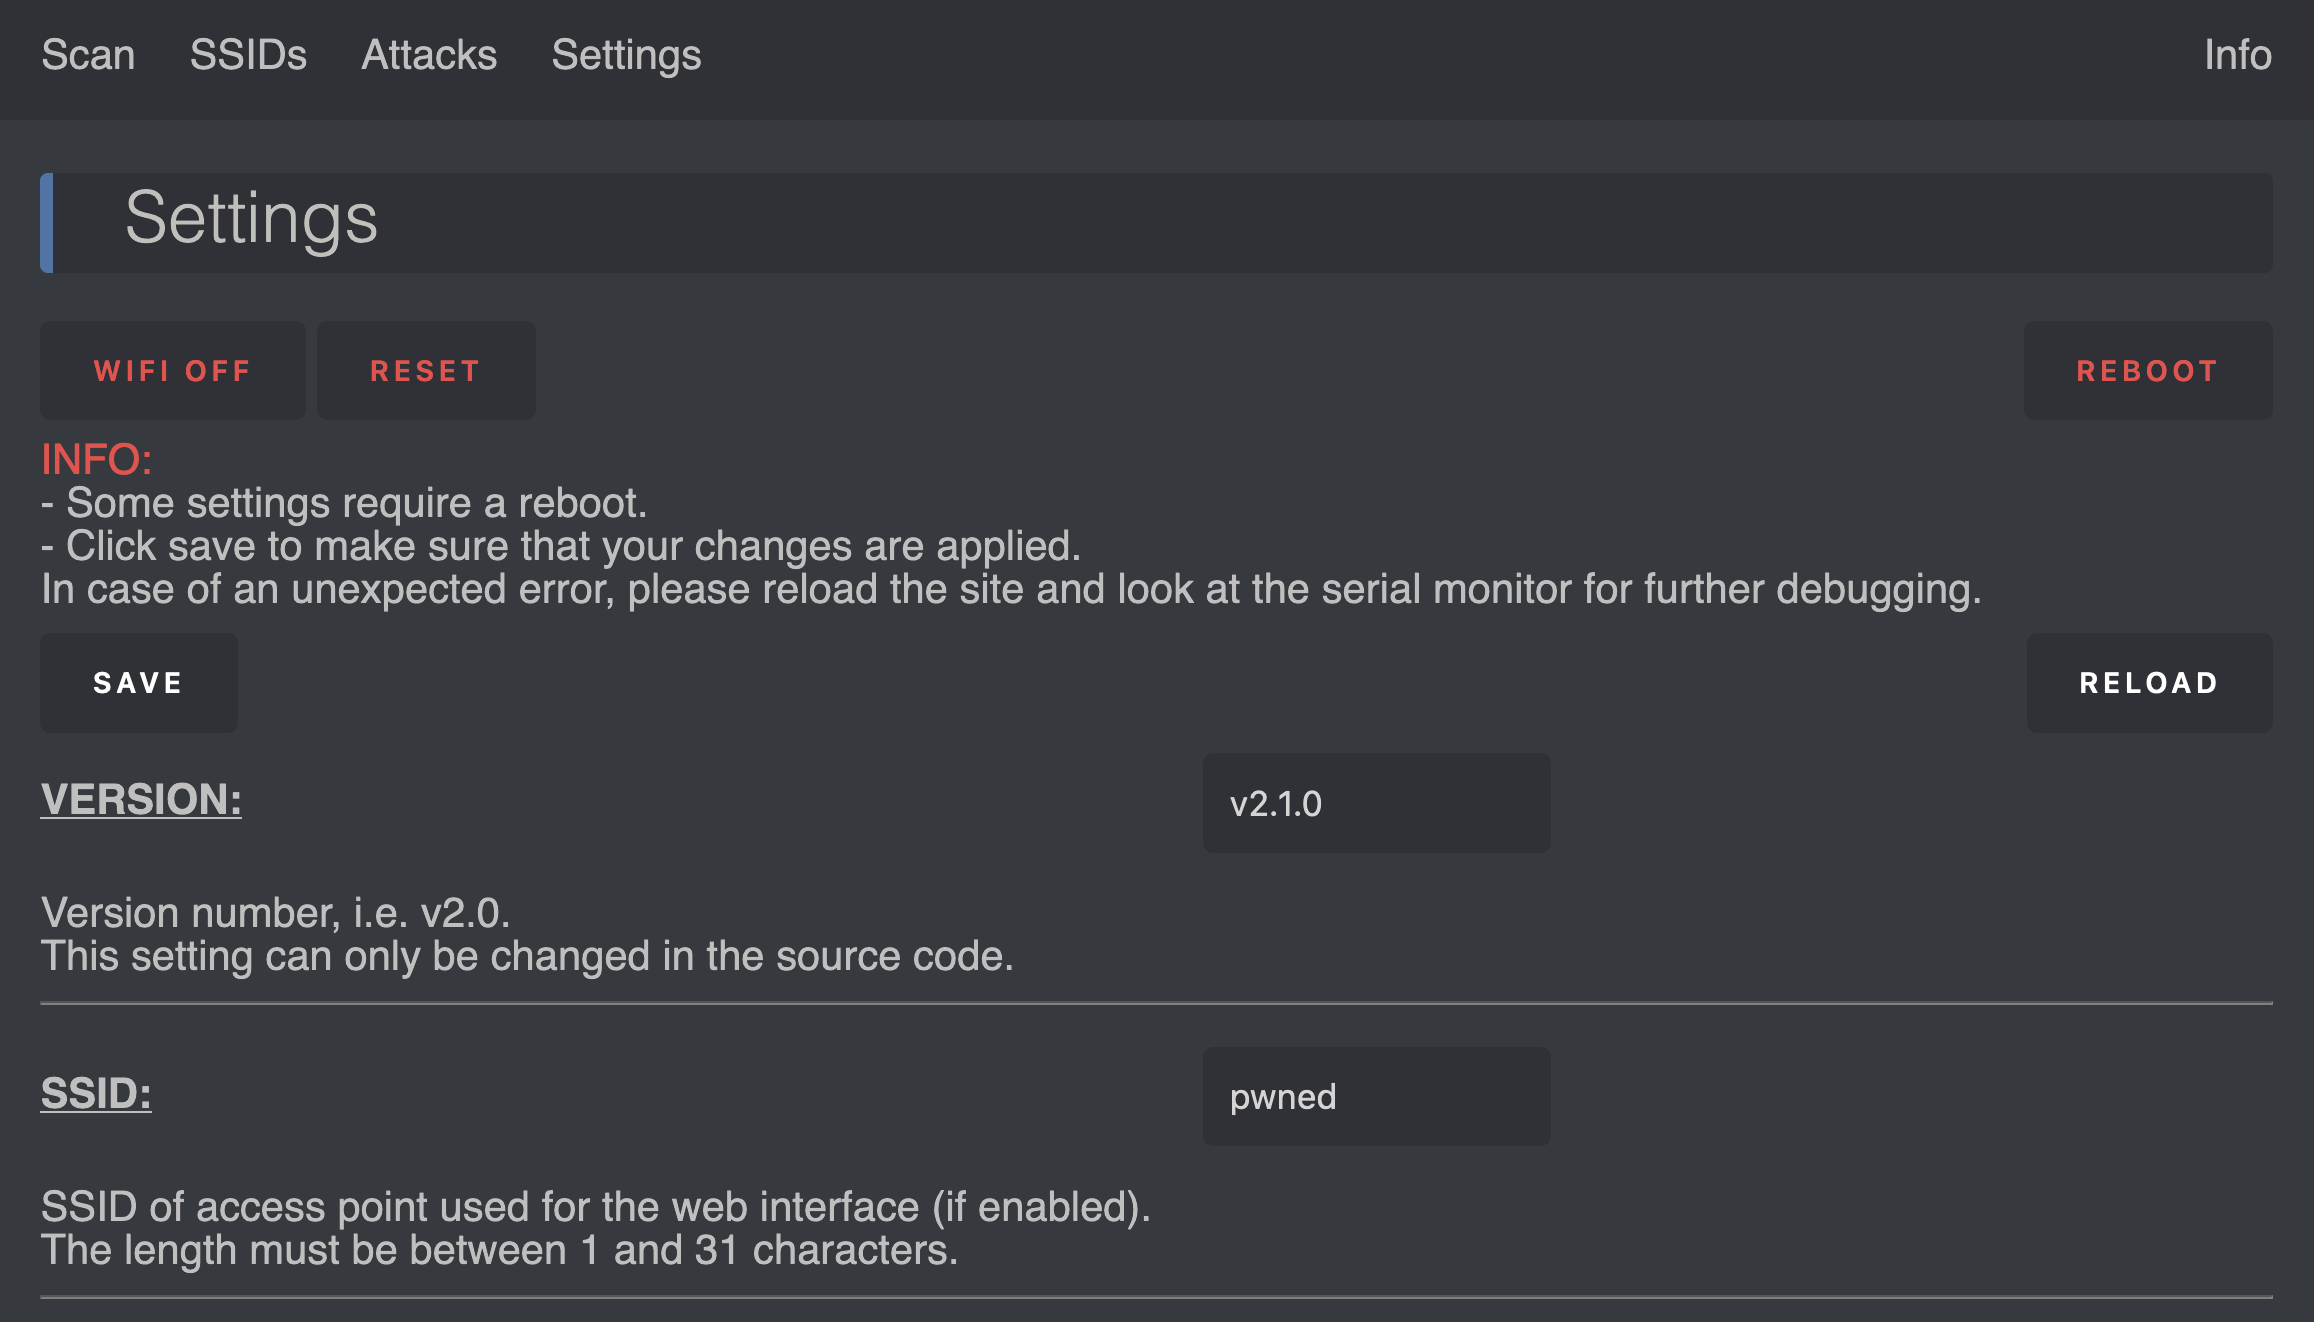 Scan SSIDs Attacks Settings Info
Settings
WIFI OFF RESET REBOOT
INFO:
- Some settings require a reboot.
- Click save to make sure that your changes are applied.
In case of an unexpected error, please reload the site and look at the serial monitor for further debugging.
SAVE RELOAD
VERSION: v2.1.0
Version number, i.e. v2.0.
This setting can only be changed in the source code.
SSID: pwned
SSID of access point used for the web interface (if enabled).
The length must be between 1 and 31 characters.